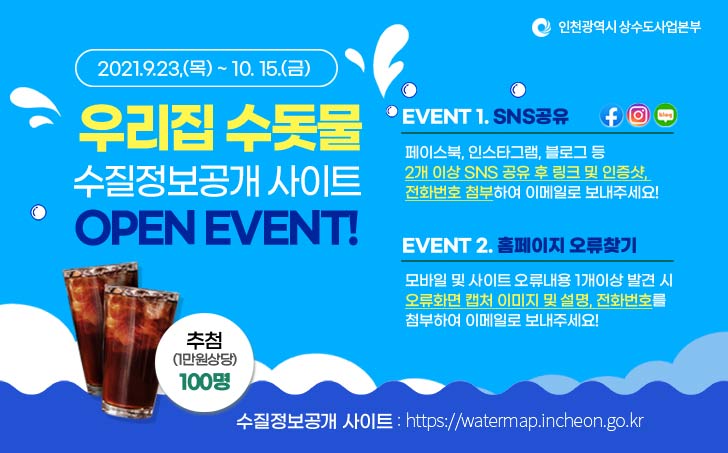 인천광역시 상수도사업본부
2021.9.23.(목) ~ 10. 15.(금)
우리집 수돗물
수질정보공개 사이트
OPEN EVENT!
추첨
(1만원상당)
100명
EVENT 1. SNS공유
blog
페이스북, 인스타그램, 블로그 등
2개 이상 SNS 공유 후 링크 및 인증샷,
전화번호 첨부하여 이메일로 보내주세요!
EVENT 2. 홈페이지 오류찾기
모바일 및 사이트 오류내용 1개이상 발견 시
오류화면 캡처 이미지 및 설명, 전화번호를
첨부하여 이메일로 보내주세요!
수질정보공개 사이트 : https://watermap.incheon.go.kr